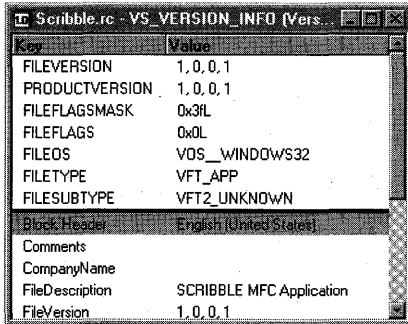 Scribble.rc - VS_VERSION_INFO (Vers...
Key Value
FILEVERSION 1, 0, 0, 1
PRODUCTVERSION 1, 0, 0, 1
FILEFLAGSMASK 0x3fL
FILEFLAGS 0x0L
FILEOS VOS__WINDOWS32
FILETYPE VFT_APP
FILESUBTYPE VFT2_UNKNOWN
Block Header English (United States)
Comments
CompanyName
FileDescription SCRIBBLE MFC Application
FileVersion 1, 0, 0, 1